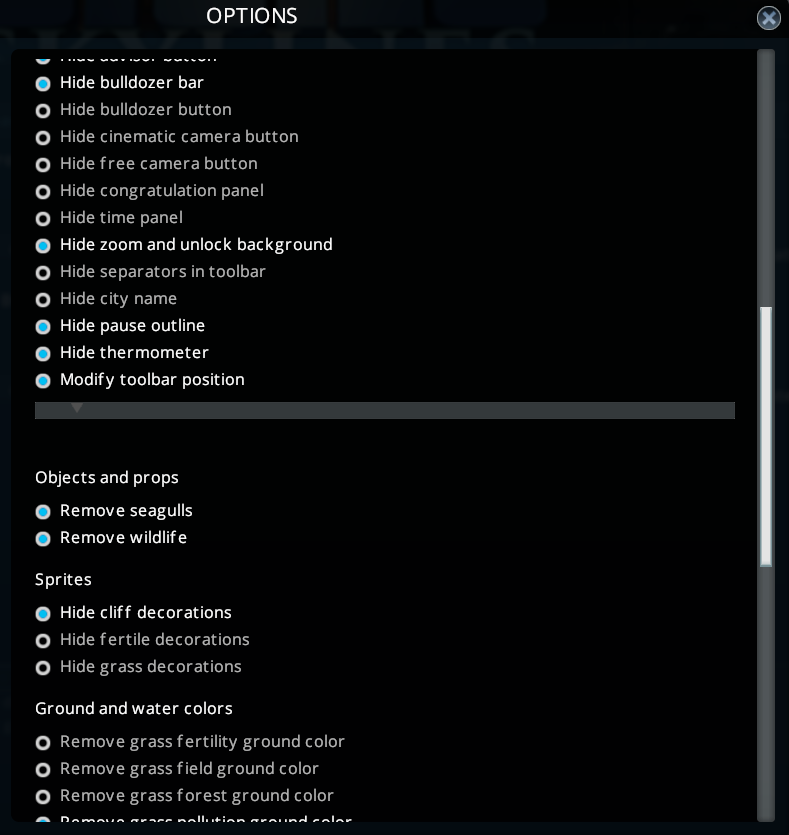 OPTIONS
Hide advisor button
Hide bulldozer bar
Hide bulldozer button
Hide cinematic camera button
Hide free camera button
Hide congratulation panel
Hide time panel
Hide zoom and unlock background
Hide separators in toolbar
Hide city name
Hide pause outline
Hide thermometer
Modify toolbar position
Objects and props
Remove seagulls
Remove wildlife
Sprites
Hide cliff decorations
Hide fertile decorations
Hide grass decorations
Ground and water colors
Remove grass fertility ground color
Remove grass field ground color
Remove grass forest ground color
Remove grass pollution ground color